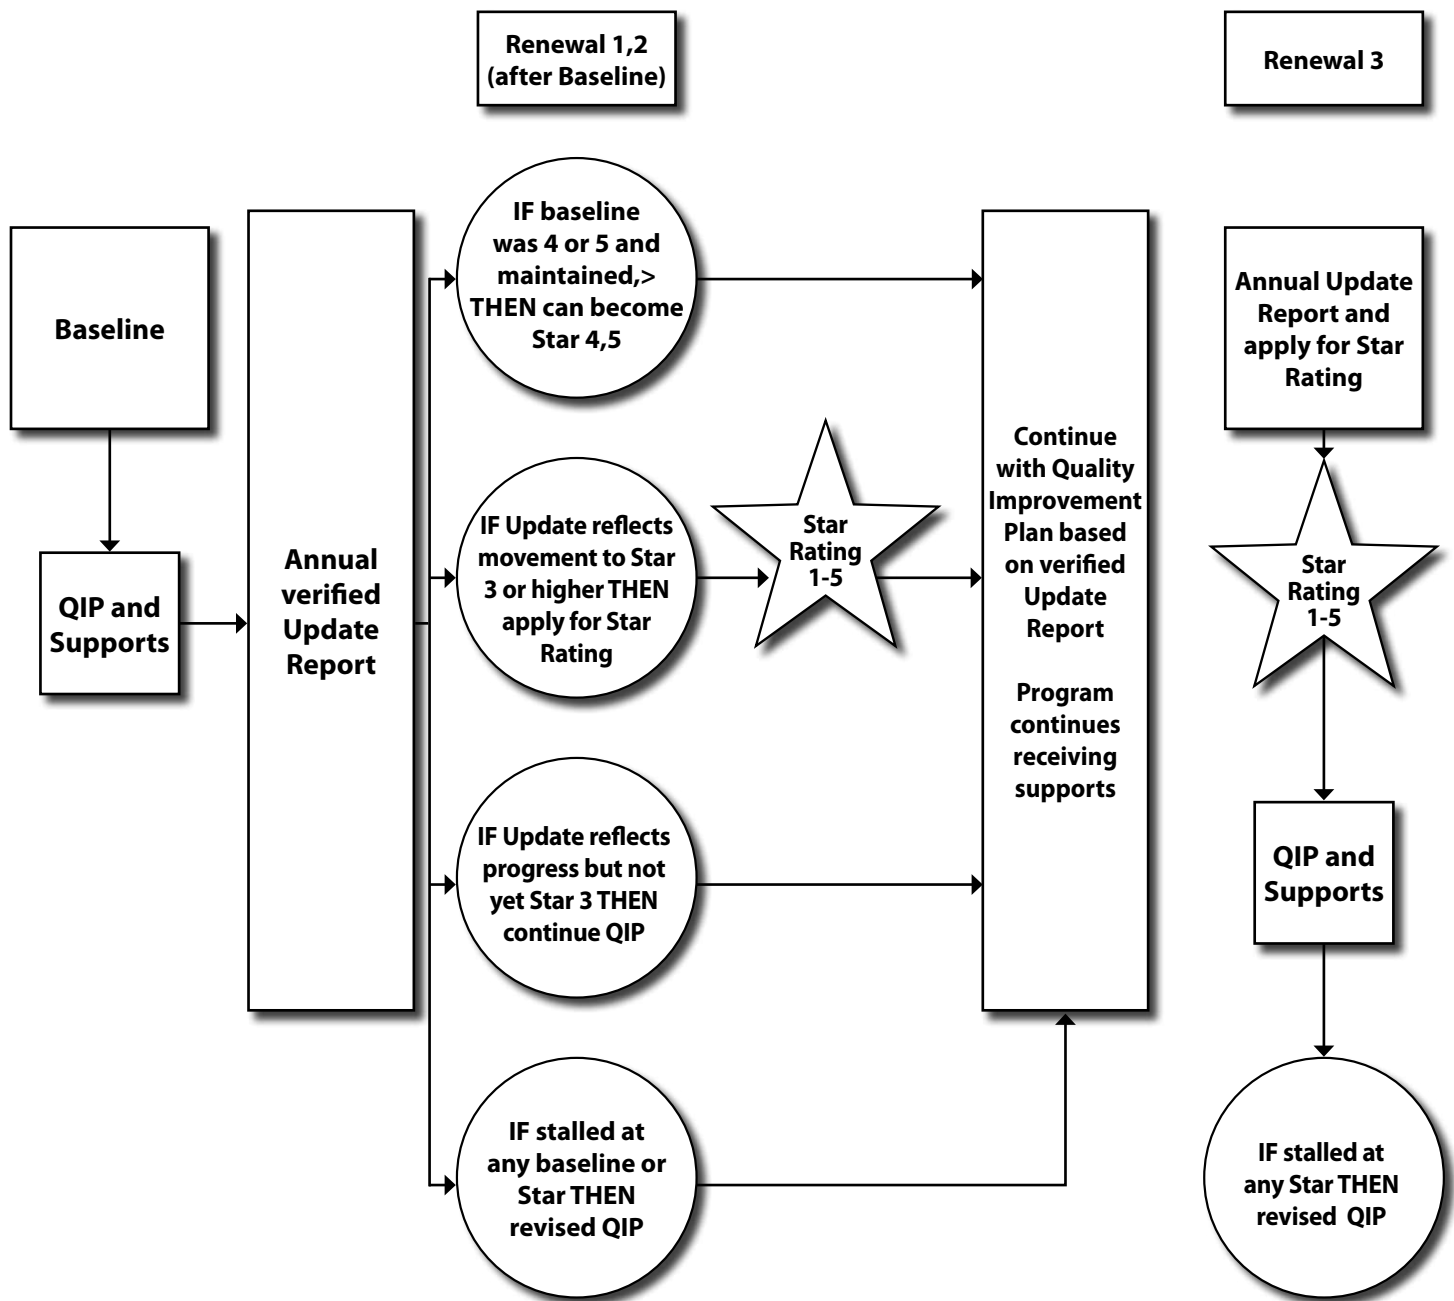 Renewal 1,2
(after Baseline)
Renewal 3
Baseline
QIP and
Supports
Annual
verified
Update
Report
IF baseline
was 4 or 5 and
maintained,>
THEN can become
Star 4,5
IF Update reflects
movement to Star
3 or higher THEN
apply for Star
Rating
Star
Rating
1-5
IF Update reflects
progress but not
yet Star 3 THEN
continue QIP
IF stalled at
any baseline or
Star THEN
revised QIP
Continue
with Quality
Improvement
Plan based
on verified
Update
Report
Program
continues
receiving
supports
Annual Update
Report and
apply for Star
Rating
Star
Rating
1-5
QIP and
Supports
IF stalled at
any Star THEN
revised QIP